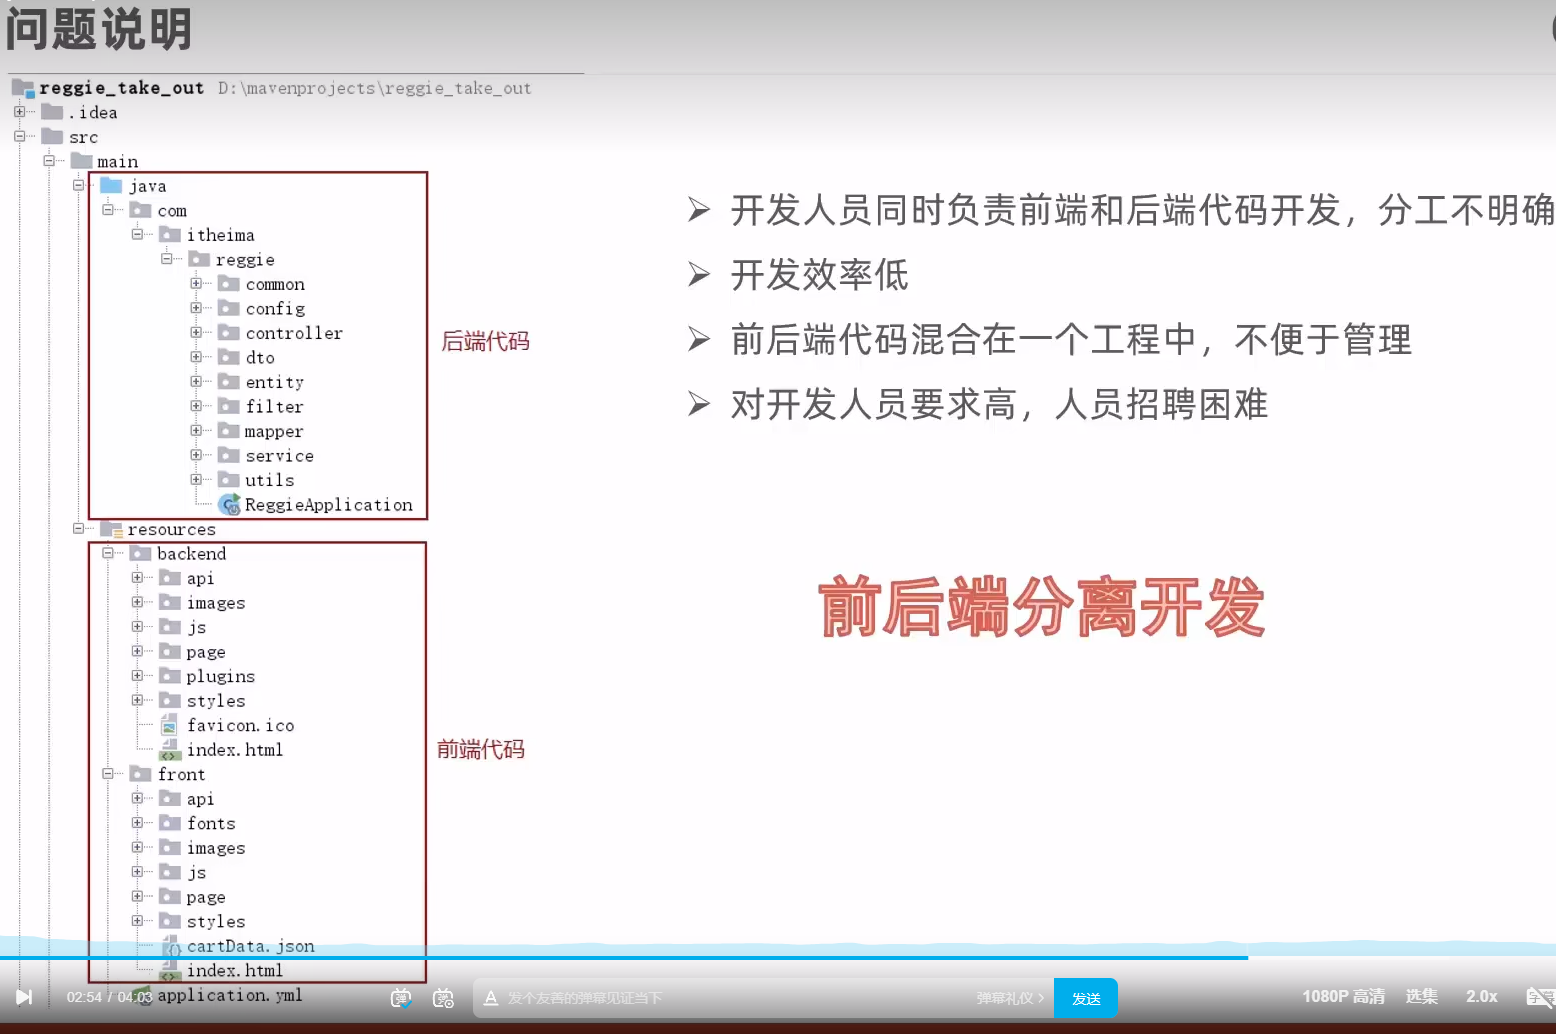 问题说明
reggie_take_out D:\mavenprojects\reggie_take_out
.idea
src
main
java
com
itheima
reggie
common
config
controller
dto
entity
filter
mapper
service
utils
ReggieApplication
后端代码
resources
backend
api
images
js
page
plugins
styles
favicon.ico
index.html
front
api
fonts
images
js
page
styles
cartData.json
index.html
application.yml
前端代码
开发人员同时负责前端和后端代码开发，分工不明确
开发效率低
前后端代码混合在一个工程中，不便于管理
对开发人员要求高，人员招聘困难
前后端分离开发
02:54 / 04:03
弹
A 发个友善的弹幕见证当下
弹幕礼仪 >
发送
1080P 高清
选集
2.0x
字幕